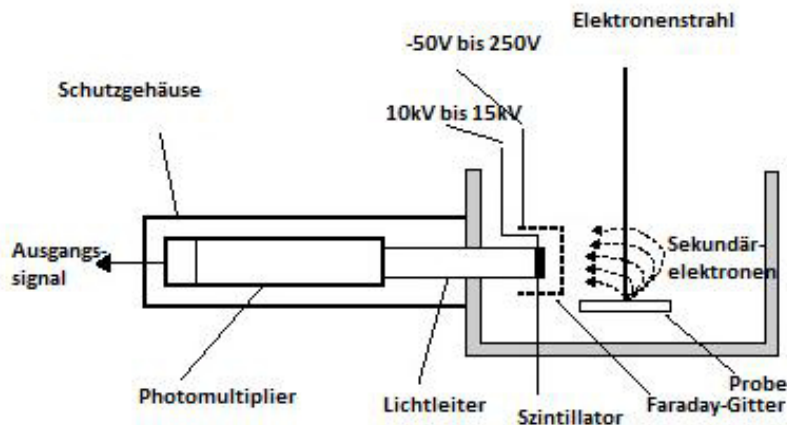 Elektronenstrahl
-50V bis 250V
Schutzgehäuse
10kV bis 15kV
Ausgangs-
signal
Sekundär-
elektronen
Photomultiplier
Lichtleiter
Szintillator
Faraday-Gitter
Probe